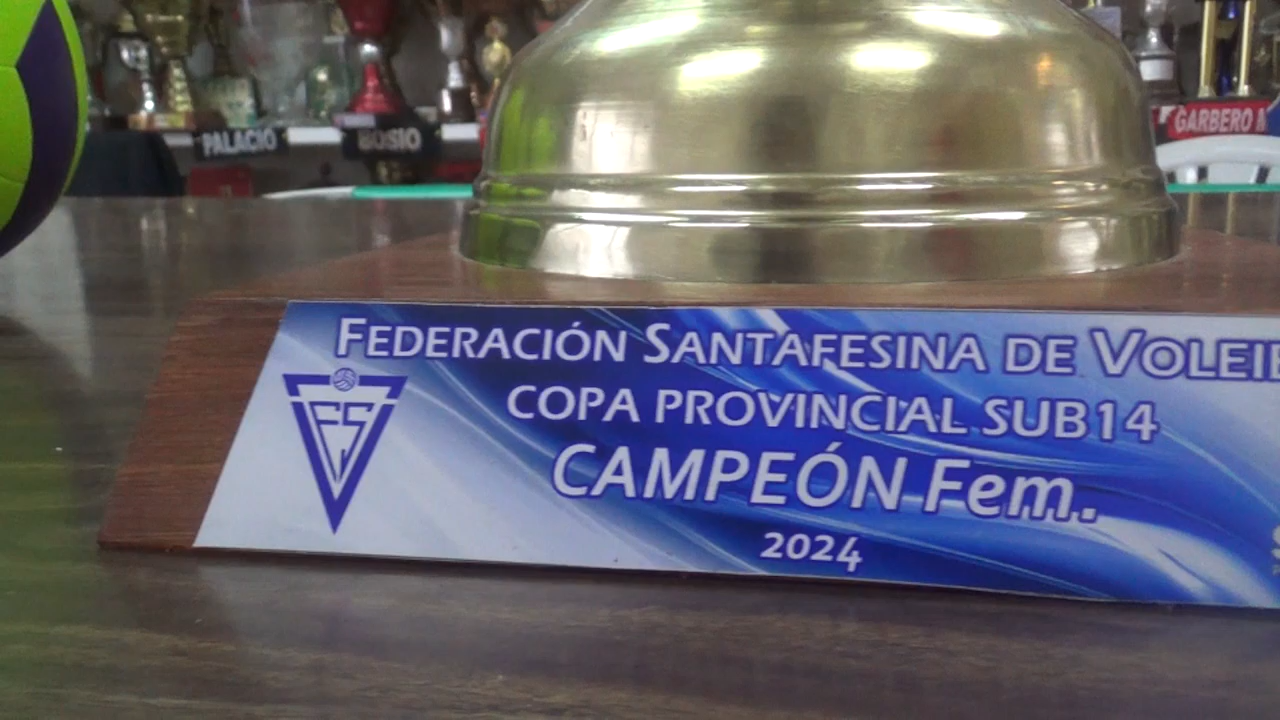 PALACIO
BOSIO
GARBERO
FEDERACIÓN SANTAFESINA DE VOLEIB
COPA PROVINCIAL SUB14
CAMPEÓN Fem.
2024